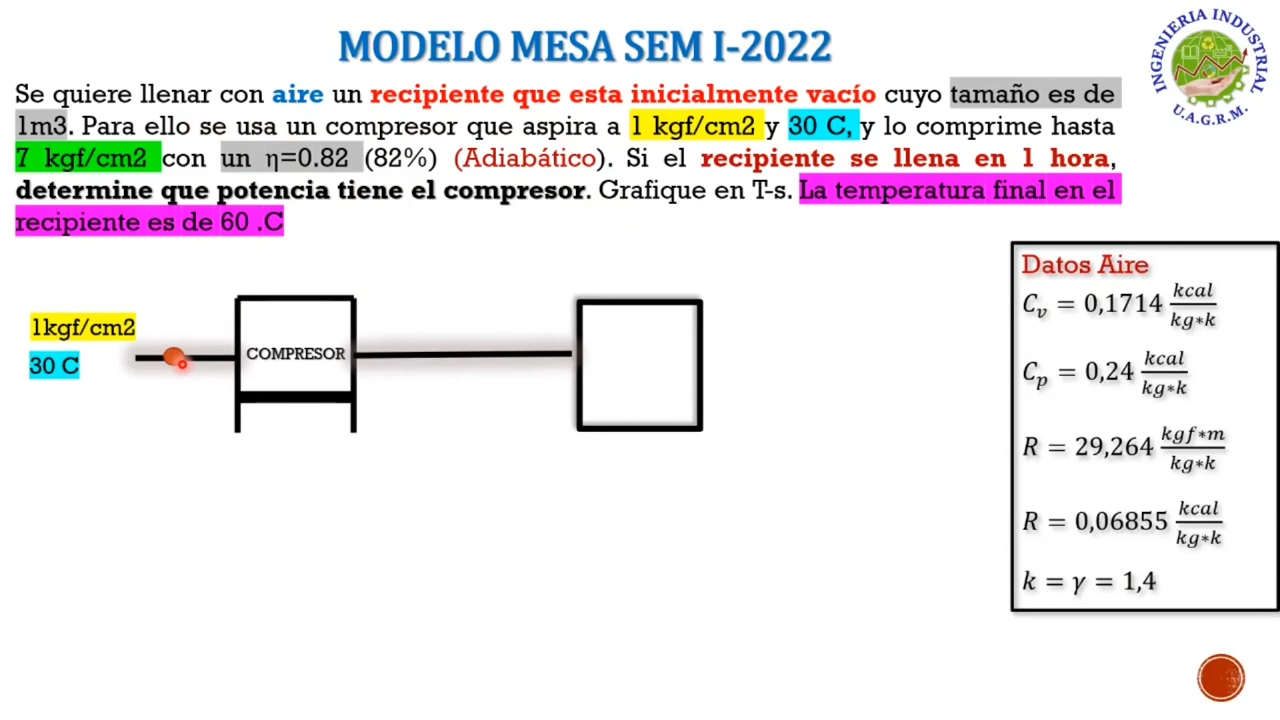 MODELO MESA SEM I-2022
INGENIERIA INDUSTRIAL
U.A.G.R.M.
Se quiere llenar con aire un recipiente que esta inicialmente vacío cuyo tamaño es de
1m3. Para ello se usa un compresor que aspira a 1 kgf/cm2 y 30 C, y lo comprime hasta
7 kgf/cm2 con un η=0.82 (82%) (Adiabático). Si el recipiente se llena en 1 hora,
determine que potencia tiene el compresor. Grafique en T-s. La temperatura final en el
recipiente es de 60 .C
1kgf/cm2
30 C
COMPRESOR
Datos Aire
C_v = 0,1714 kcal/kg*k
C_p = 0,24 kcal/kg*k
R = 29,264 kgf*m/kg*k
R = 0,06855 kcal/kg*k
k = γ = 1,4